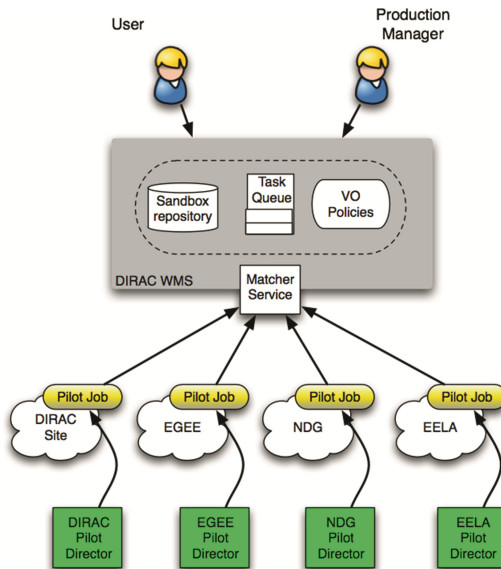 User
Production
Manager
Sandbox
repository
Task
Queue
VO
Policies
DIRAC WMS
Matcher
Service
Pilot Job
Pilot Job
Pilot Job
Pilot Job
DIRAC
Site
EGEE
NDG
EELA
DIRAC
Pilot
Director
EGEE
Pilot
Director
NDG
Pilot
Director
EELA
Pilot
Director